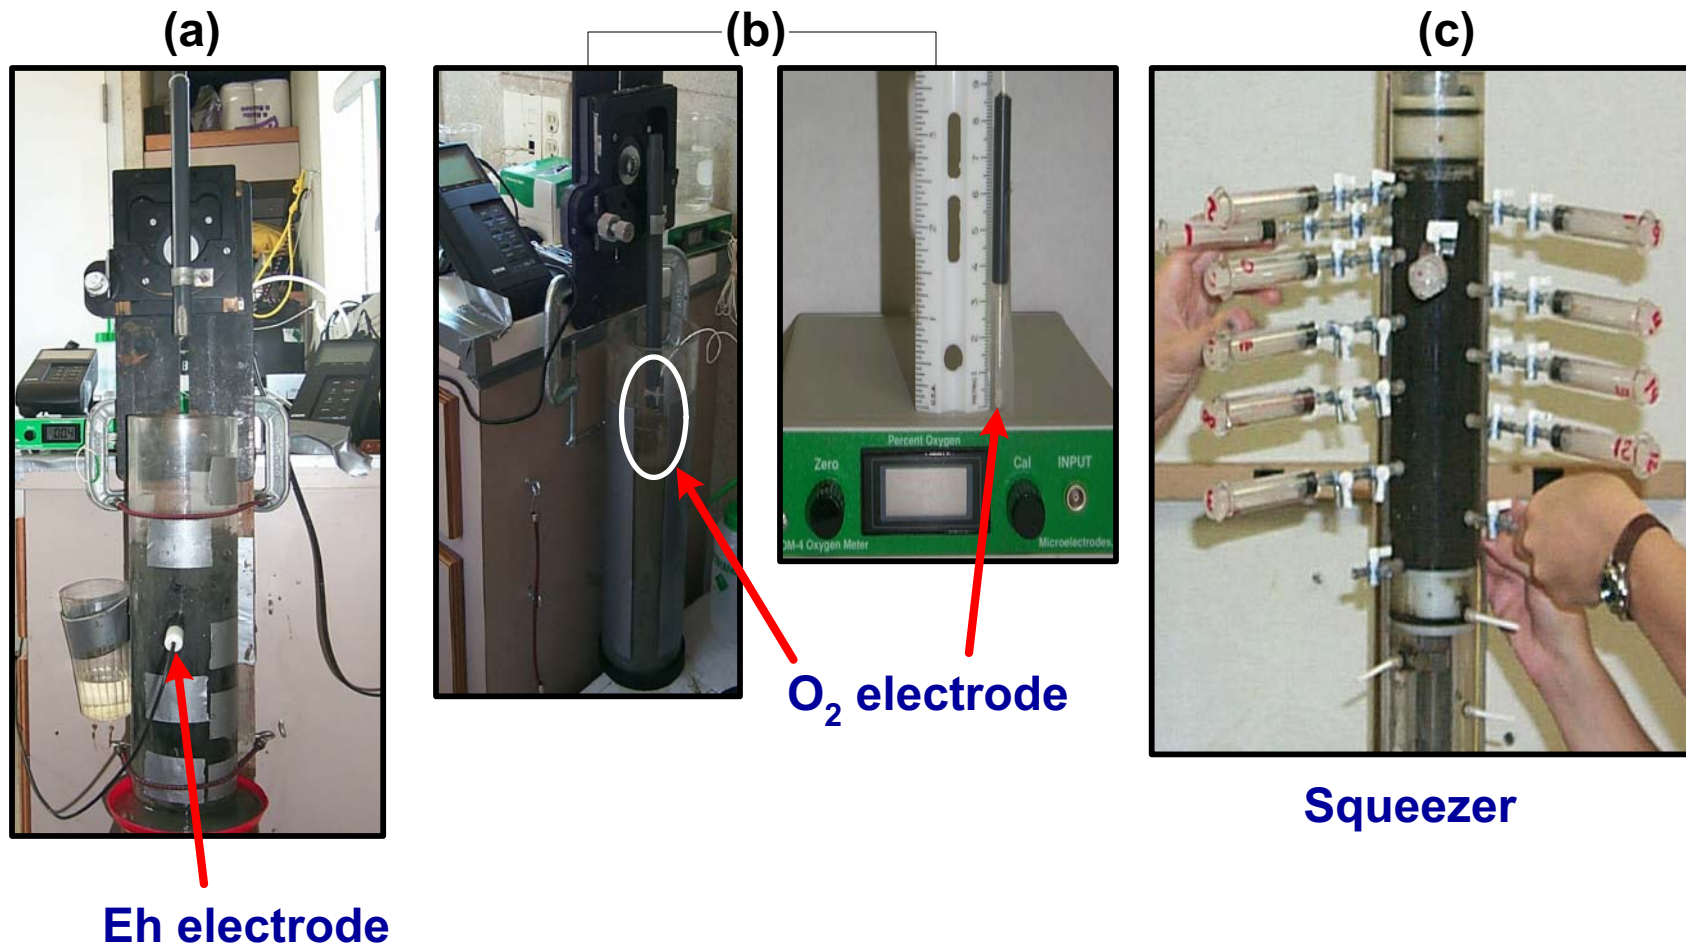 (a)
(b)
(c)
Percent Oxygen
Zero
Cal
INPUT
OM-4 Oxygen Meter
Microelectrodes,
O2 electrode
Squeezer
Eh electrode